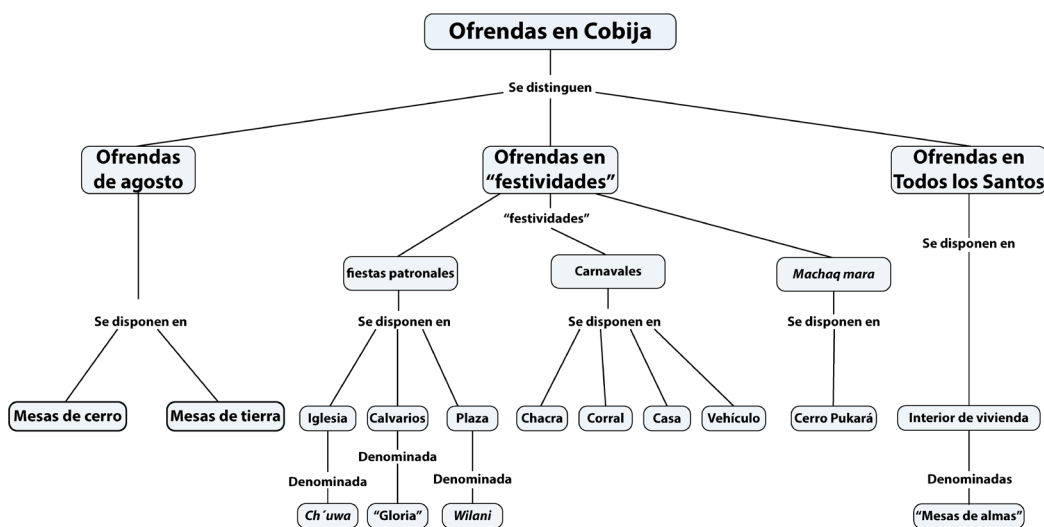 Ofrendas en Cobija
Se distinguen
Ofrendas
de agosto
Ofrendas en
“festividades”
Ofrendas en
Todos los Santos
“festividades”
Se disponen en
fiestas patronales
Carnavales
Machaq mara
Se disponen en
Se disponen en
Se disponen en
Se disponen en
Mesas de cerro
Mesas de tierra
Iglesia
Calvarios
Plaza
Chacra
Corral
Casa
Vehículo
Cerro Pukará
Interior de vivienda
Denominada
Denominada
Denominada
Denominadas
Ch´uwa
“Gloria”
Wilani
“Mesas de almas”